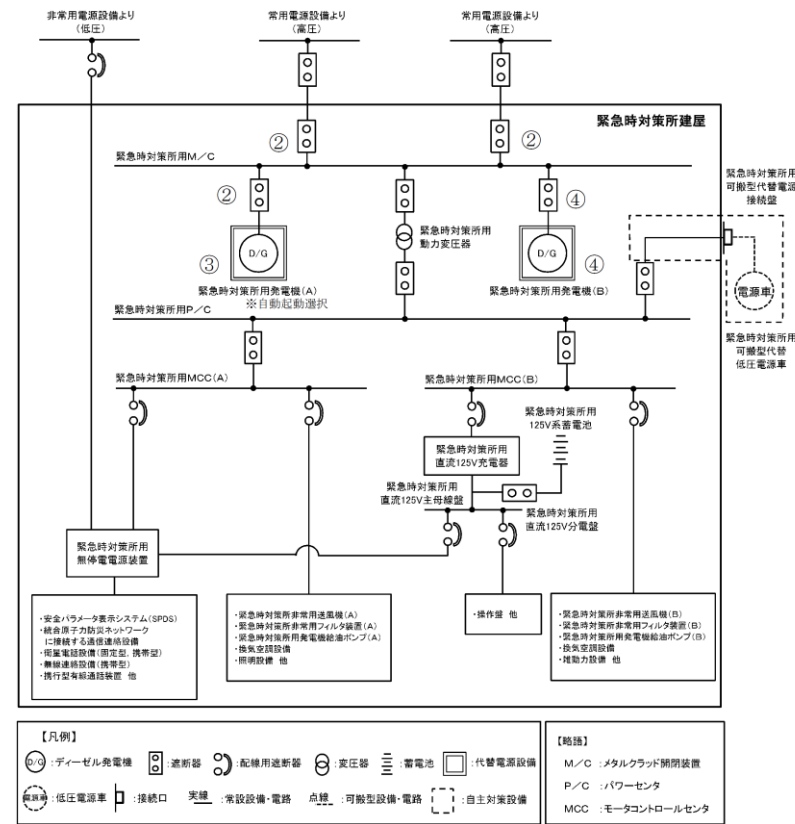 非常用電源設備より
(低圧)
常用電源設備より
(高圧)
常用電源設備より
(高圧)
緊急時対策所建屋
②
②
緊急時対策所用M/C
緊急時対策所用
可搬型代替電源
接続盤
②
④
緊急時対策所用
動力変圧器
D/G
D/G
③
④
電源車
緊急時対策所用発電機(A)
※自動起動選択
緊急時対策所用発電機(B)
緊急時対策所用P/C
緊急時対策所用
可搬型代替
低圧電源車
緊急時対策所用MCC(A)
緊急時対策所用MCC(B)
緊急時対策所用
125V系蓄電池
緊急時対策所用
直流125V充電器
緊急時対策所用
直流125V主母線盤
緊急時対策所用
直流125V分電盤
緊急時対策所用
無停電電源装置
・安全パラメータ表示システム(SPDS)
・統合原子力防災ネットワーク
に接続する通信連絡設備
・衛星電話設備(固定型,携帯型)
・無線連絡設備(携帯型)
・携行型有線通話装置 他
・緊急時対策所非常用送風機(A)
・緊急時対策所非常用フィルタ装置(A)
・緊急時対策所用発電機給油ポンプ(A)
・換気空調設備
・照明設備 他
・操作盤 他
・緊急時対策所非常用送風機(B)
・緊急時対策所非常用フィルタ装置(B)
・緊急時対策所用発電機給油ポンプ(B)
・換気空調設備
・雑動力設備 他
【凡例】
D/G :ディーゼル発電機 :遮断器 :配線用遮断器 :変圧器 :蓄電池 :代替電源設備
電源車 :低圧電源車 :接続口 実線 :常設設備・電路 点線 :可搬型設備・電路 :自主対策設備
【略語】
M/C :メタルクラッド開閉装置
P/C :パワーセンタ
MCC :モータコントロールセンタ